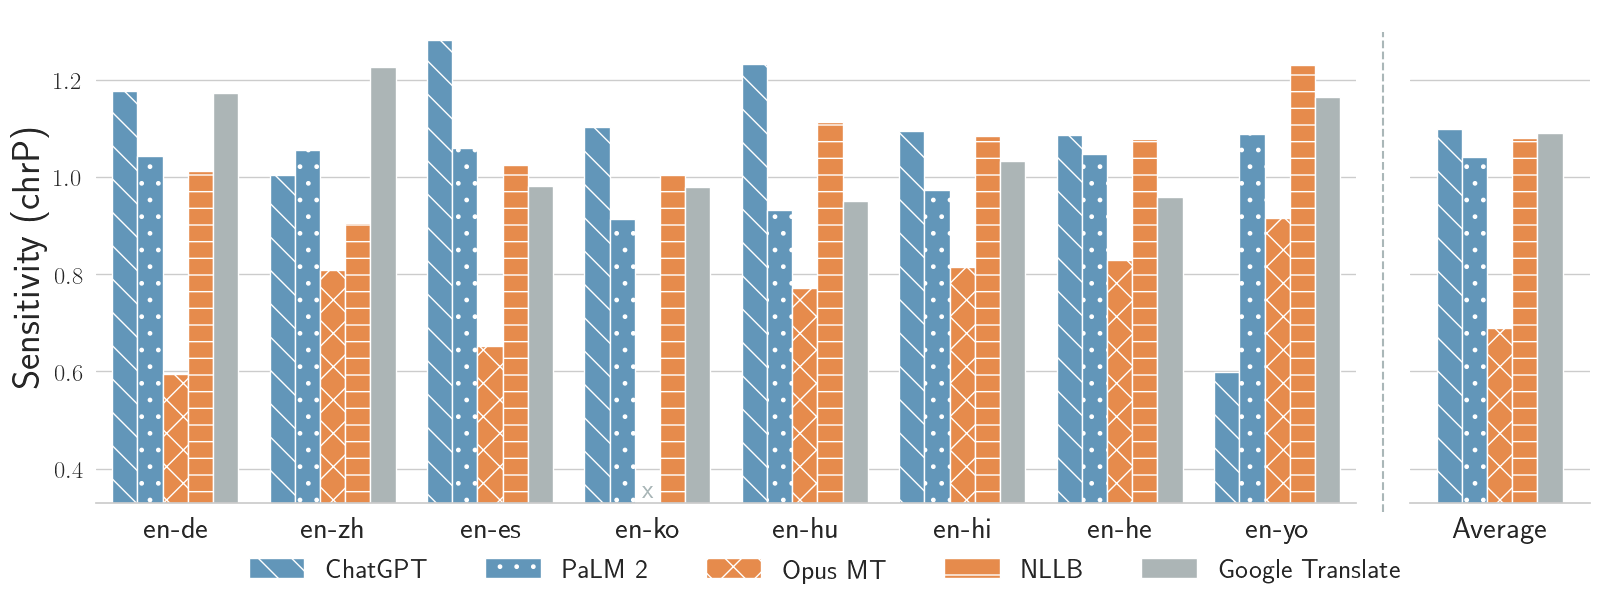 Sensitivity (chrP)
1.2
1.0
0.8
0.6
0.4
x
en-de en-zh en-es en-ko en-hu en-hi en-he en-yo Average
ChatGPT PaLM 2 Opus MT NLLB Google Translate